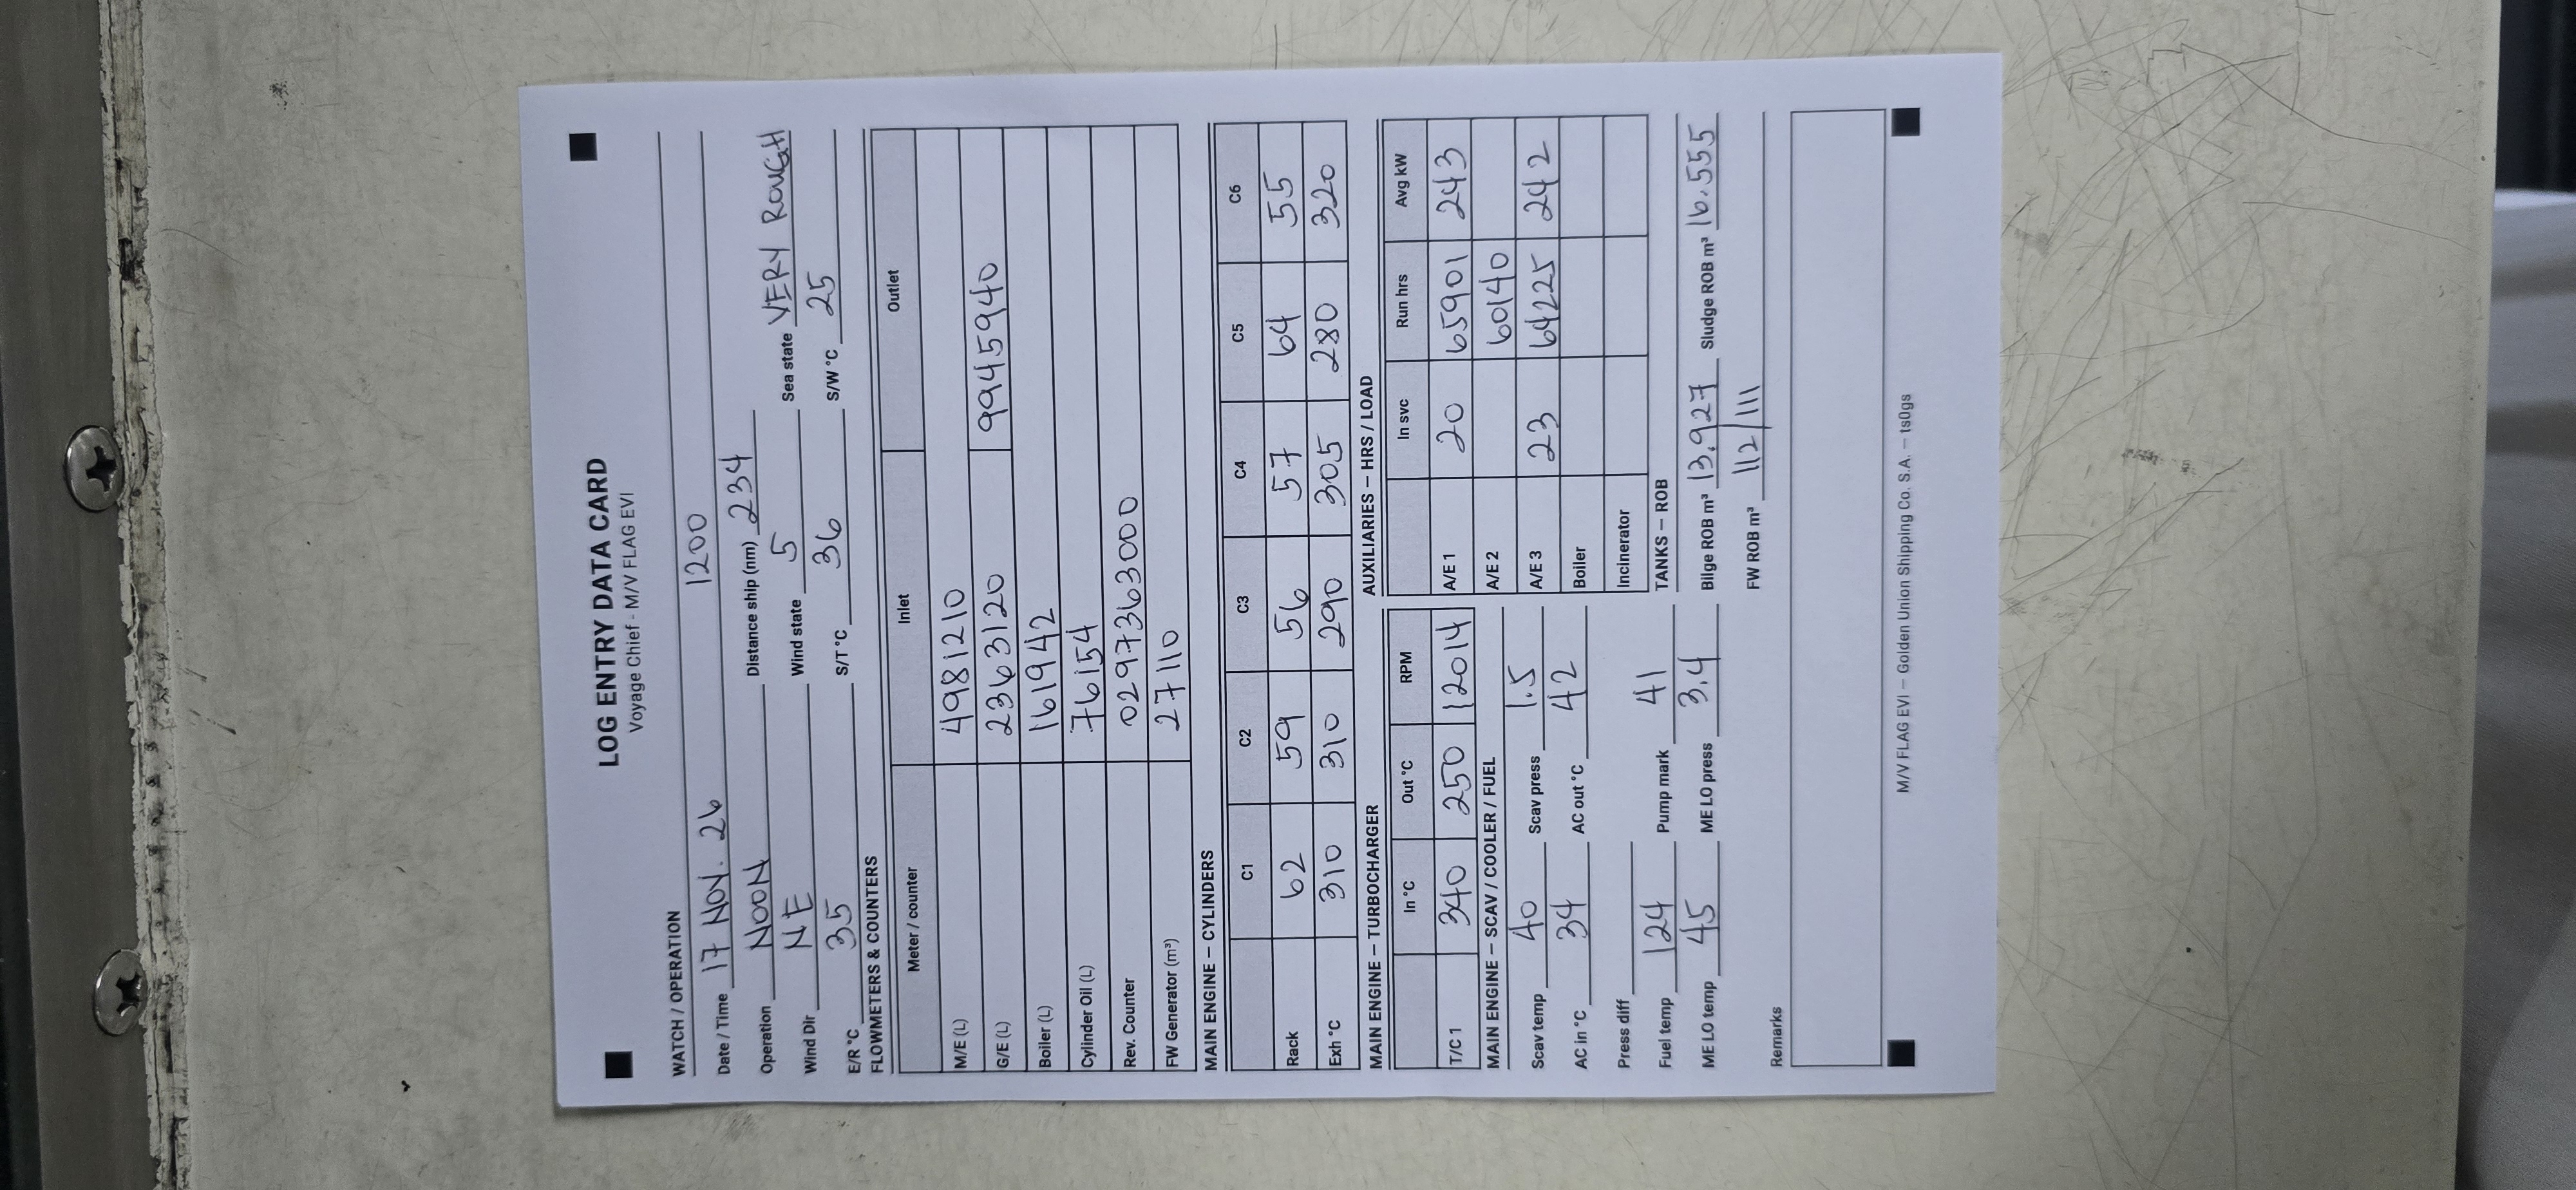 LOG ENTRY DATA CARD
Voyage Chief - M/V FLAG EVI
WATCH / OPERATION
Date / Time 17 NOV. 26 1200
Operation NOON Distance ship (nm) 234
Wind Dir NE Wind state 5 Sea state VERY ROUGH
E/R °C 35 S/T °C 36 S/W °C 25
FLOWMETERS & COUNTERS
Meter / counter Inlet Outlet
M/E (L) 4981210
G/E (L) 2363120 9945940
Boiler (L) 161942
Cylinder Oil (L) 76154
Rev. Counter 0297363000
FW Generator (m³) 27110
MAIN ENGINE – CYLINDERS
C1 C2 C3 C4 C5 C6
Rack 62 59 56 57 64 55
Exh °C 310 310 290 305 280 320
MAIN ENGINE – TURBOCHARGER
In °C Out °C RPM
T/C 1 340 250 12014
MAIN ENGINE – SCAV / COOLER / FUEL
Scav temp 40 Scav press 1.5
AC in °C 34 AC out °C 42
Press diff
Fuel temp 124 Pump mark 41
ME LO temp 45 ME LO press 3.4
AUXILIARIES – HRS / LOAD
In svc Run hrs Avg kW
A/E 1 20 65901 243
A/E 2 60140
A/E 3 23 64225 242
Boiler
Incinerator
TANKS – ROB
Bilge ROB m³ 13.927 Sludge ROB m³ 16.555
FW ROB m³ 112/111
Remarks
M/V FLAG EVI – Golden Union Shipping Co. S.A. – ts0gs